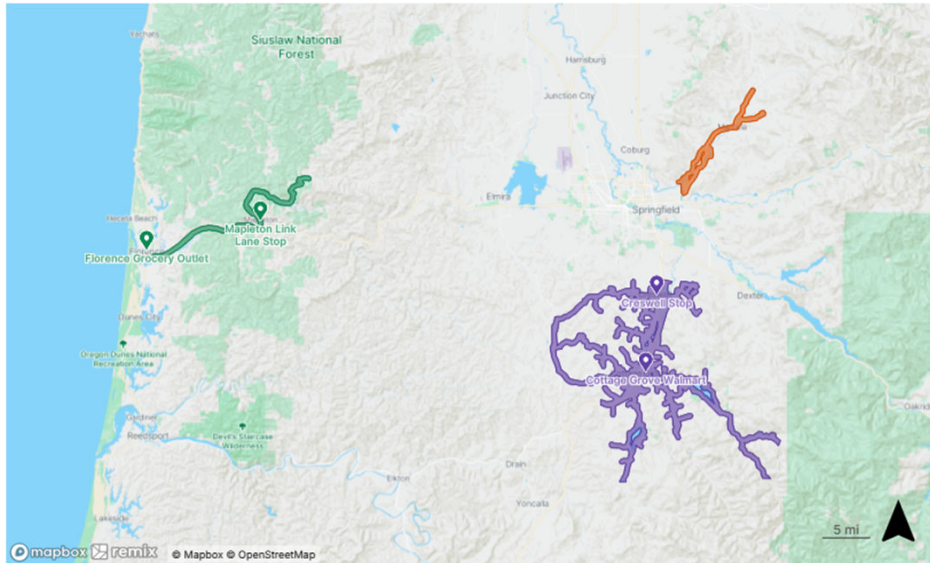 Yachats
Siuslaw National
Forest
Harrisburg
Junction City
Coburg
Elmira
Springfield
Heceta Beach
Mapleton Link
Lane Stop
Florence Grocery Outlet
Creswell Stop
Dexter
Dunes City
Oregon Dunes National
Recreation Area
Cottage Grove Walmart
Oakrid
Gardiner
Reedsport
Devil's Staircase
Wilderness
Drain
Elkton
Yoncalla
Lakeside
5 mi
mapbox remix © Mapbox © OpenStreetMap